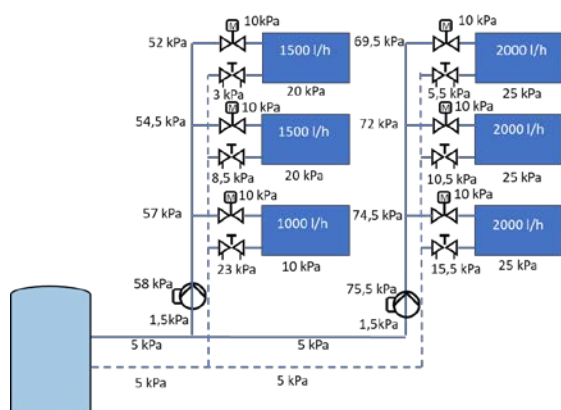 10kPa
52 kPa
M
1500 l/h
3 kPa
20 kPa
10 kPa
54,5 kPa
M
1500 l/h
8,5 kPa
20 kPa
10 kPa
57 kPa
M
1000 l/h
23 kPa
10 kPa
58 kPa
1,5kPa
5 kPa
5 kPa
10 kPa
69,5 kPa
M
2000 l/h
5,5 kPa
25 kPa
10 kPa
72 kPa
M
2000 l/h
10,5 kPa
25 kPa
10 kPa
74,5 kPa
M
2000 l/h
15,5 kPa
25 kPa
75,5 kPa
1,5kPa
5 kPa
5 kPa